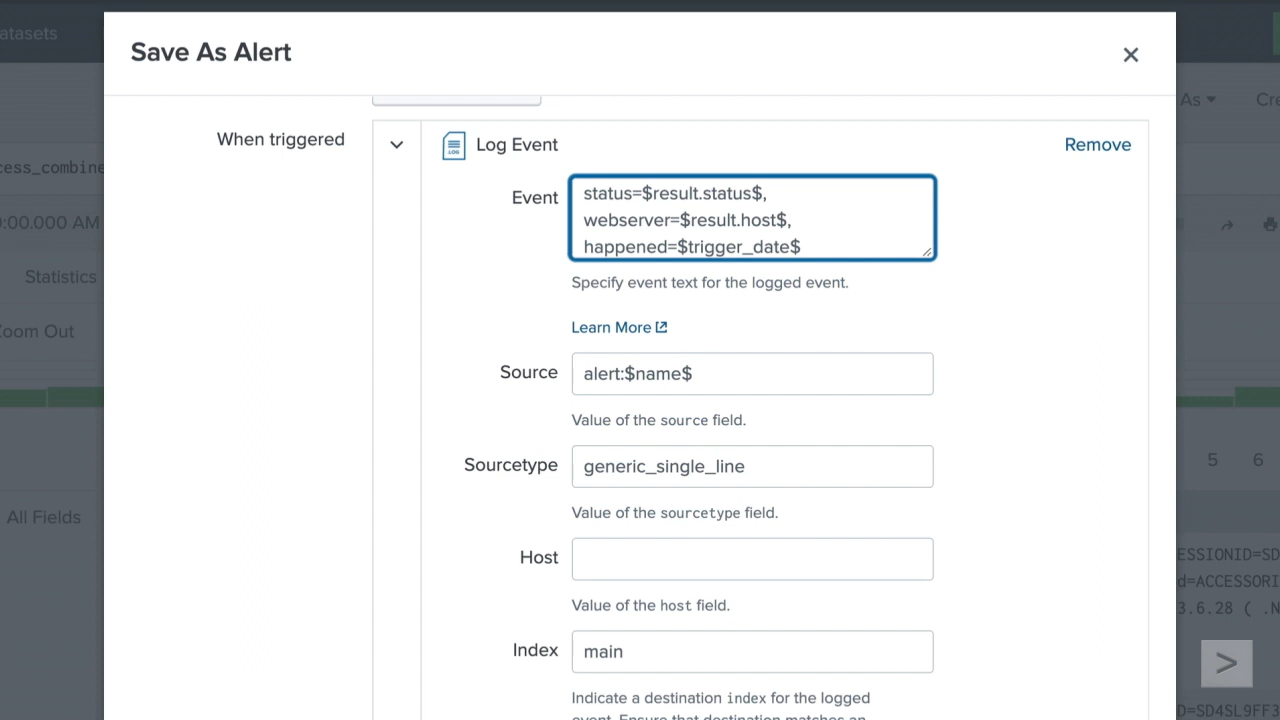 atasets
Save As Alert
As
Cre
When triggered
Log Event
Remove
cess_combine
Event
status=$result.status$,
webserver=$result.host$,
happened=$trigger_date$
0:00.000 AM
Specify event text for the logged event.
Statistics
Learn More
Zoom Out
Source
alert:$name$
Value of the source field.
Sourcetype
generic_single_line
5
6
Value of the sourcetype field.
All Fields
Host
ESSIONID=SD
d=ACCESSORI
3.6.28 ( .N
Value of the host field.
Index
main
>
Indicate a destination index for the logged
event. Ensure that destination matches an
D=SD4SL9FF3